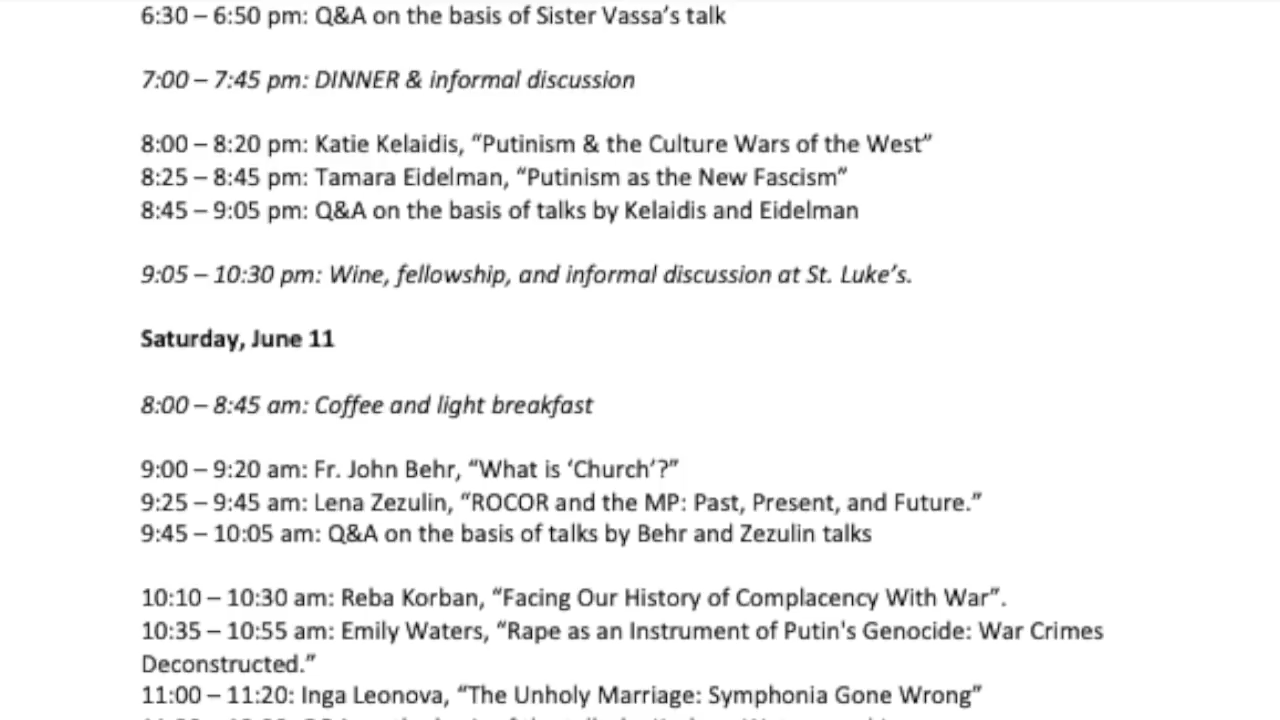 6:30 – 6:50 pm: Q&A on the basis of Sister Vassa’s talk
7:00 – 7:45 pm: DINNER & informal discussion
8:00 – 8:20 pm: Katie Kelaidis, “Putinism & the Culture Wars of the West”
8:25 – 8:45 pm: Tamara Eidelman, “Putinism as the New Fascism”
8:45 – 9:05 pm: Q&A on the basis of talks by Kelaidis and Eidelman
9:05 – 10:30 pm: Wine, fellowship, and informal discussion at St. Luke’s.
Saturday, June 11
8:00 – 8:45 am: Coffee and light breakfast
9:00 – 9:20 am: Fr. John Behr, “What is ‘Church’?”
9:25 – 9:45 am: Lena Zezulin, “ROCOR and the MP: Past, Present, and Future.”
9:45 – 10:05 am: Q&A on the basis of talks by Behr and Zezulin talks
10:10 – 10:30 am: Reba Korban, “Facing Our History of Complacency With War”.
10:35 – 10:55 am: Emily Waters, “Rape as an Instrument of Putin's Genocide: War Crimes
Deconstructed.”
11:00 – 11:20: Inga Leonova, “The Unholy Marriage: Symphonia Gone Wrong”